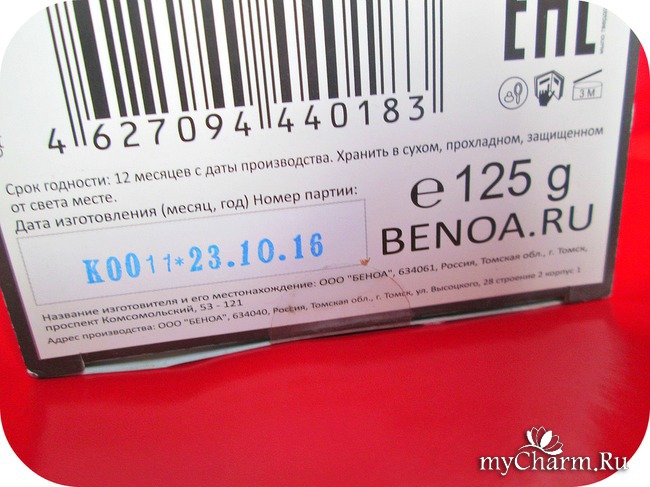 EAC
4 627094 440183
3 M
Срок годности: 12 месяцев с даты производства. Хранить в сухом, прохладном, защищенном
от света месте.
Дата изготовления (месяц, год) Номер партии:
℮ 125 g
K0011*23.10.16
BENOA.RU
Название изготовителя и его местонахождение: ООО "БЕНОА", 634061, Россия, Томская обл., г. Томск,
проспект Комсомольский, 53 - 121
Адрес производства: ООО "БЕНОА", 634040, Россия, Томская обл., г. Томск, ул. Высоцкого, 28 строение 2 корпус 1
myCharm.Ru